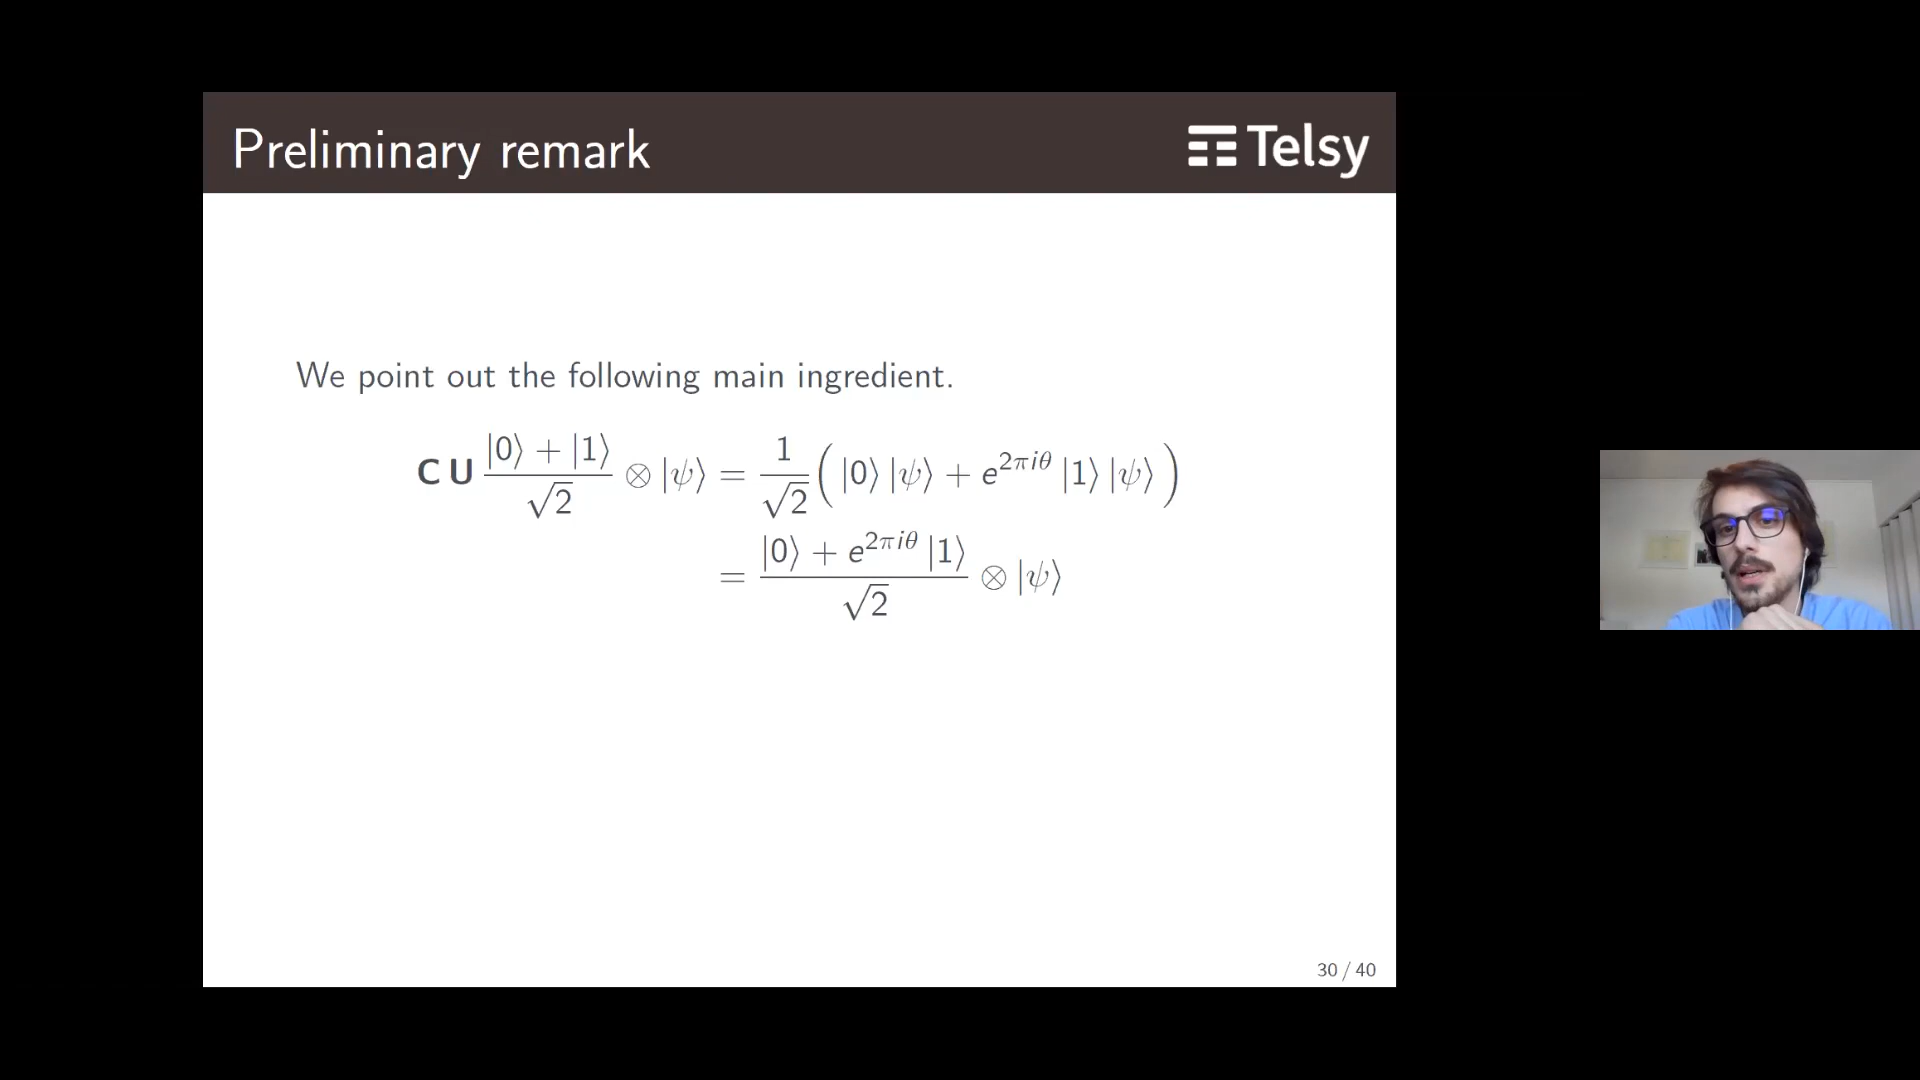 Preliminary remark
Telsy
We point out the following main ingredient.
C U |0⟩ + |1⟩ / √2 ⊗ |ψ⟩ = 1 / √2 ( |0⟩ |ψ⟩ + e^{2πiθ} |1⟩ |ψ⟩ )
= |0⟩ + e^{2πiθ} |1⟩ / √2 ⊗ |ψ⟩
30 / 40